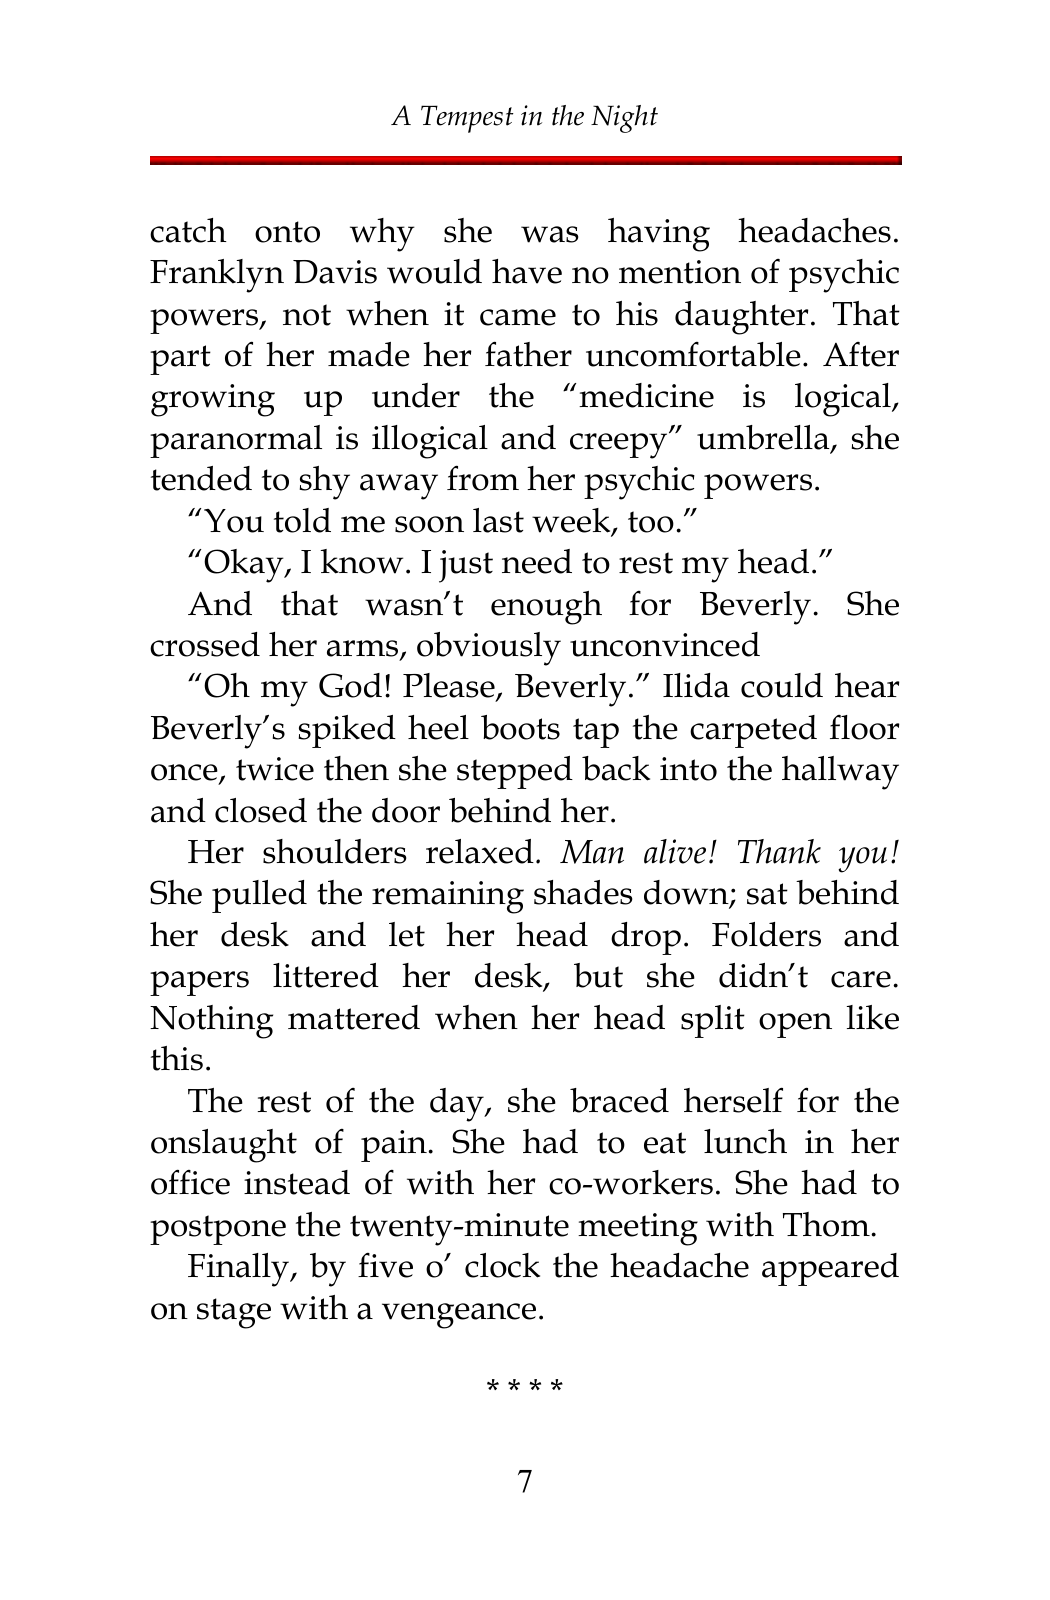 A Tempest in the Night
catch onto why she was having headaches.
Franklyn Davis would have no mention of psychic
powers, not when it came to his daughter. That
part of her made her father uncomfortable. After
growing up under the “medicine is logical,
paranormal is illogical and creepy” umbrella, she
tended to shy away from her psychic powers.
“You told me soon last week, too.”
“Okay, I know. I just need to rest my head.”
And that wasn’t enough for Beverly. She
crossed her arms, obviously unconvinced
“Oh my God! Please, Beverly.” Ilida could hear
Beverly’s spiked heel boots tap the carpeted floor
once, twice then she stepped back into the hallway
and closed the door behind her.
Her shoulders relaxed. Man alive! Thank you!
She pulled the remaining shades down; sat behind
her desk and let her head drop. Folders and
papers littered her desk, but she didn’t care.
Nothing mattered when her head split open like
this.
The rest of the day, she braced herself for the
onslaught of pain. She had to eat lunch in her
office instead of with her co-workers. She had to
postpone the twenty-minute meeting with Thom.
Finally, by five o’ clock the headache appeared
on stage with a vengeance.
* * * *
7